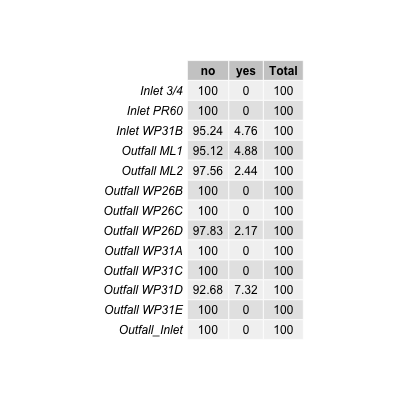 no yes Total
Inlet 3/4 100 0 100
Inlet PR60 100 0 100
Inlet WP31B 95.24 4.76 100
Outfall ML1 95.12 4.88 100
Outfall ML2 97.56 2.44 100
Outfall WP26B 100 0 100
Outfall WP26C 100 0 100
Outfall WP26D 97.83 2.17 100
Outfall WP31A 100 0 100
Outfall WP31C 100 0 100
Outfall WP31D 92.68 7.32 100
Outfall WP31E 100 0 100
Outfall_Inlet 100 0 100